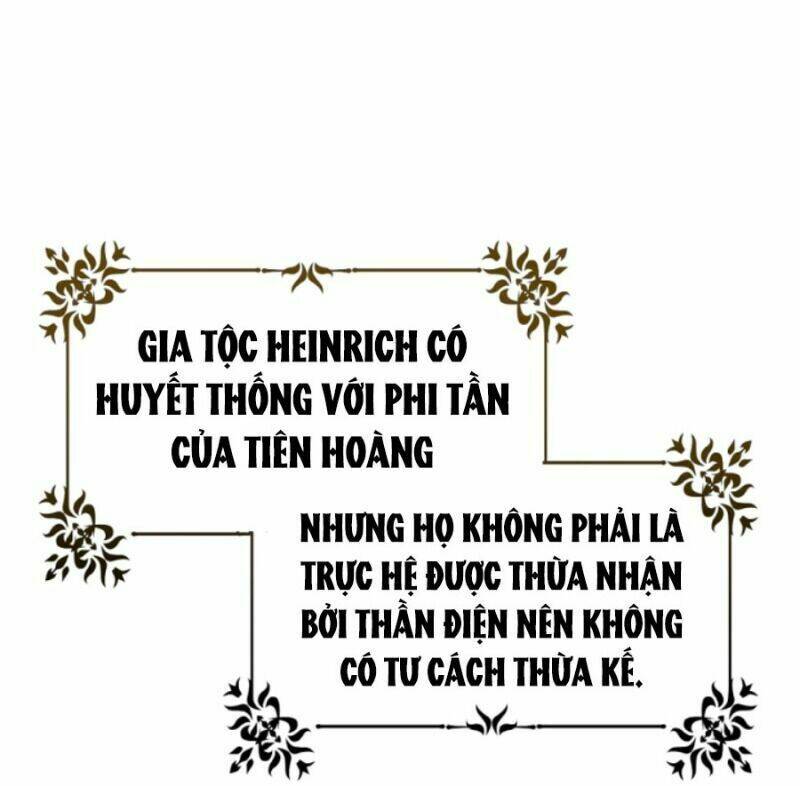 GIA TỘC HEINRICH CÓ
HUYẾT THỐNG VỚI PHI TẦN
CỦA TIÊN HOÀNG
NHƯNG HỌ KHÔNG PHẢI LÀ
TRỰC HỆ ĐƯỢC THỪA NHẬN
BỞI THẦN ĐIỆN NÊN KHÔNG
CÓ TƯ CÁCH THỪA KẾ.